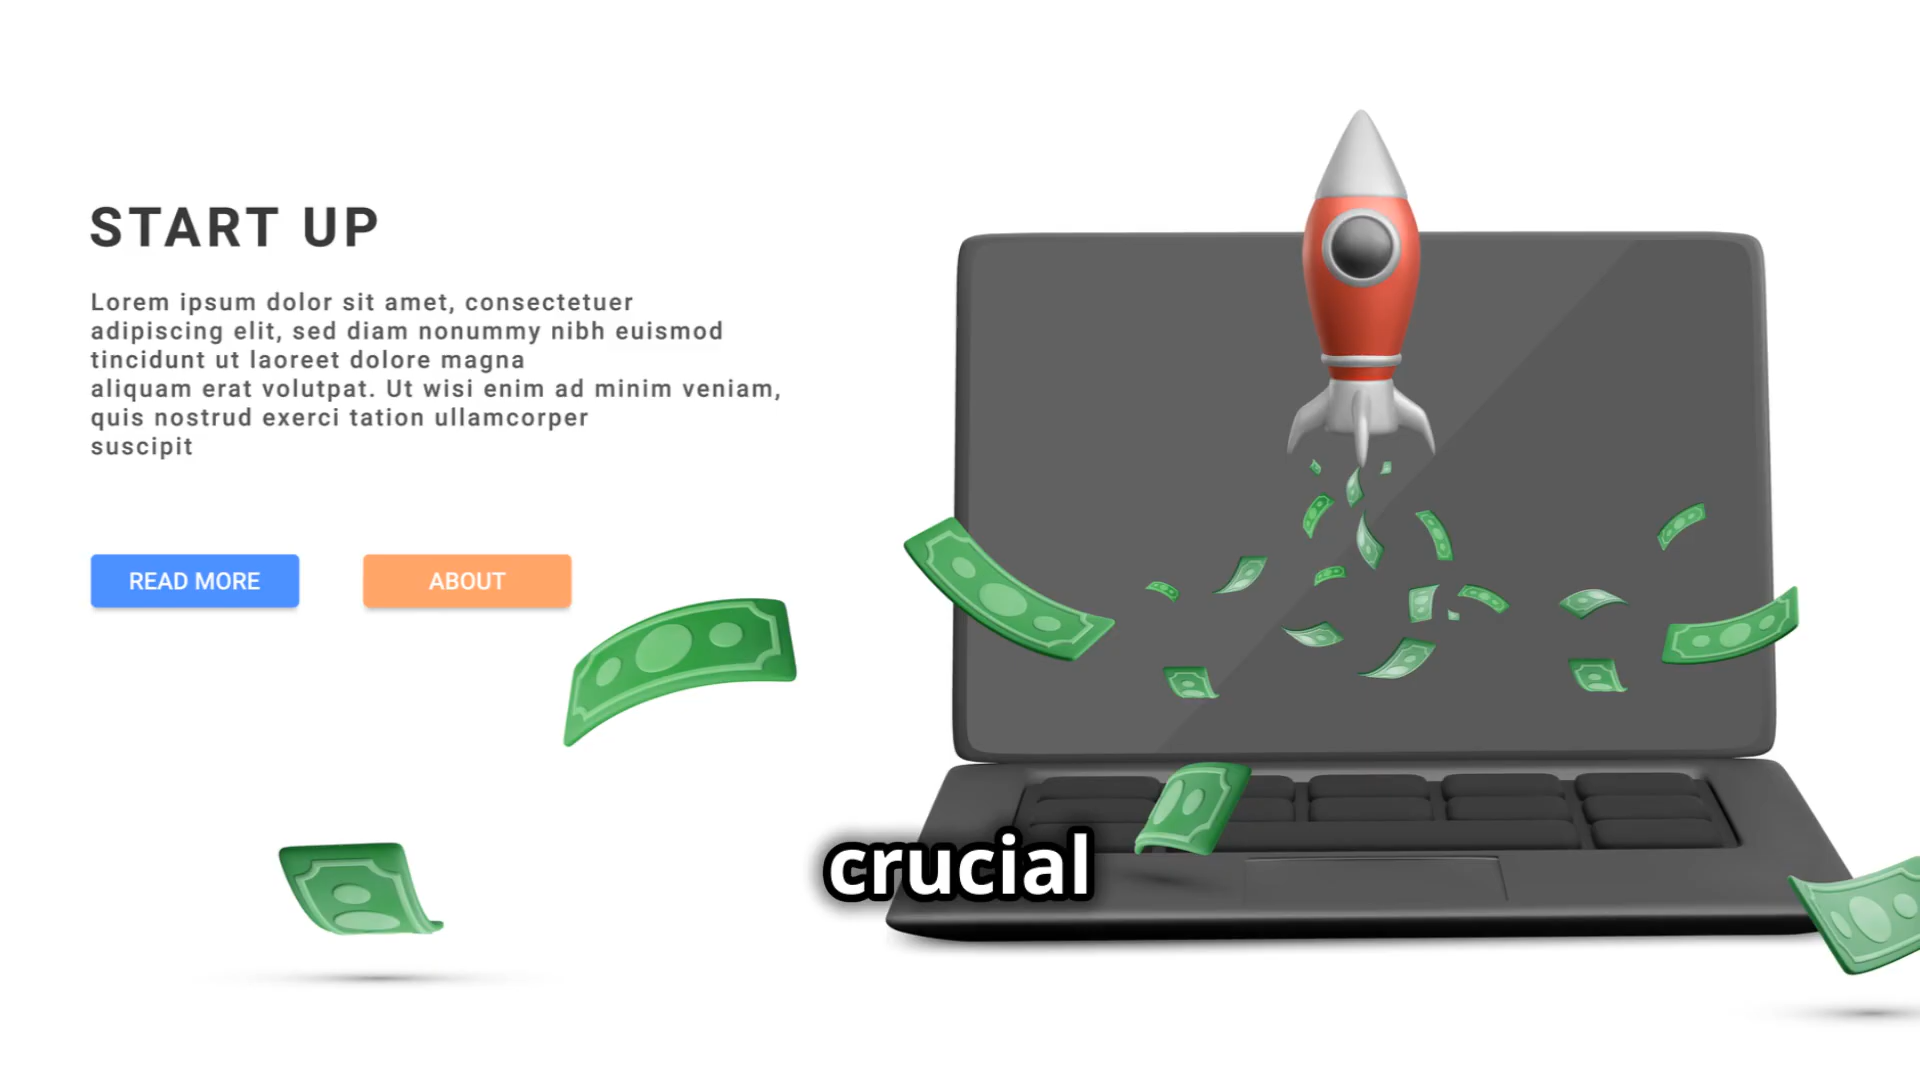 START UP
Lorem ipsum dolor sit amet, consectetuer
adipiscing elit, sed diam nonummy nibh euismod
tincidunt ut laoreet dolore magna
aliquam erat volutpat. Ut wisi enim ad minim veniam,
quis nostrud exerci tation ullamcorper
suscipit
READ MORE
ABOUT
crucial